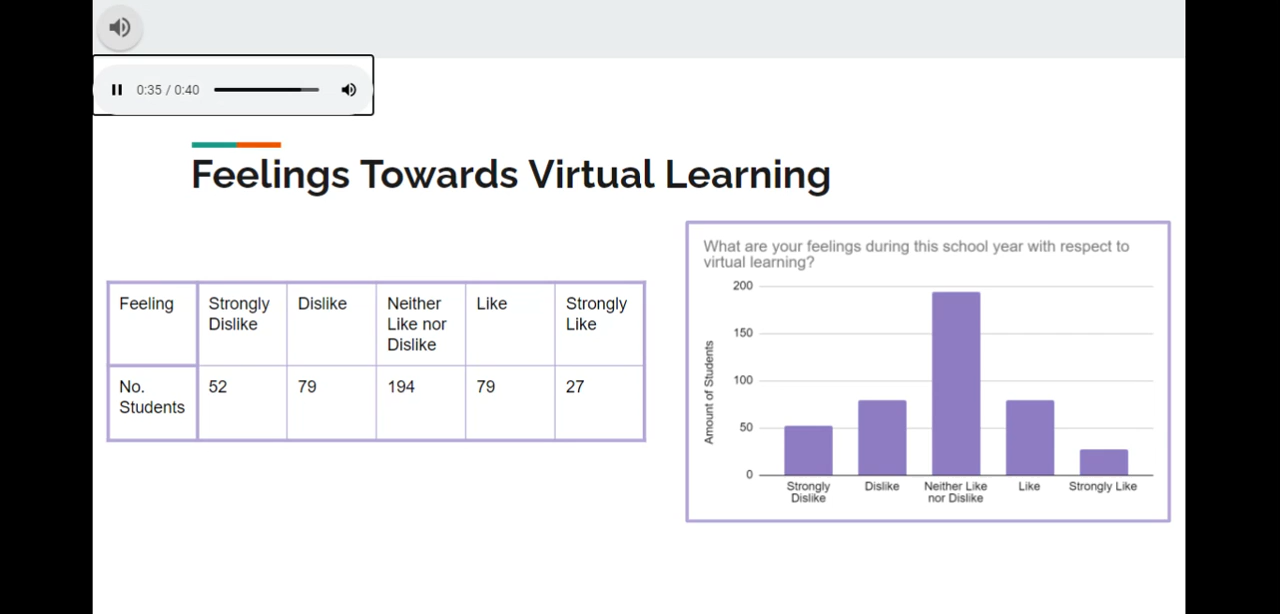 0:35 / 0:40
Feelings Towards Virtual Learning
Feeling
Strongly
Dislike
Dislike
Neither
Like nor
Dislike
Like
Strongly
Like
No.
Students
52
79
194
79
27
What are your feelings during this school year with respect to
virtual learning?
Amount of Students
200
150
100
50
0
Strongly
Dislike
Dislike
Neither Like
nor Dislike
Like
Strongly Like